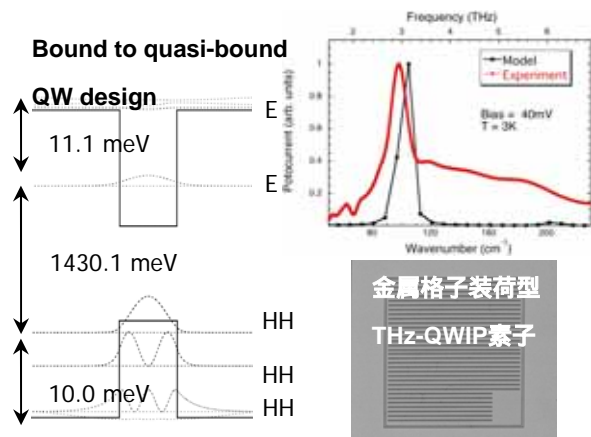 Bound to quasi-bound
QW design
E
11.1 meV
E
1430.1 meV
HH
HH
10.0 meV
HH
Frequency (THz)
2 3 4 5 6
Model
Experiment
Bias = 40mV
T = 3K
Potocurrent (arb. units)
1
0.8
0.6
0.4
0.2
80 120 160 200
Wavenumber (cm⁻¹)
金属格子装荷型
THz-QWIP素子